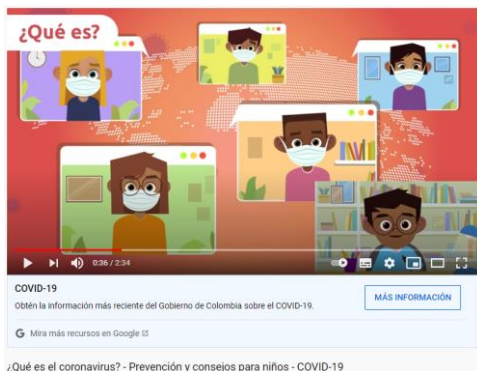 ¿Qué es?
0:36 / 2:34
COVID-19
Obtén la información más reciente del Gobierno de Colombia sobre el COVID-19.
MÁS INFORMACIÓN
G Mira más recursos en Google
¿Qué es el coronavirus? - Prevención y consejos para niños - COVID-19